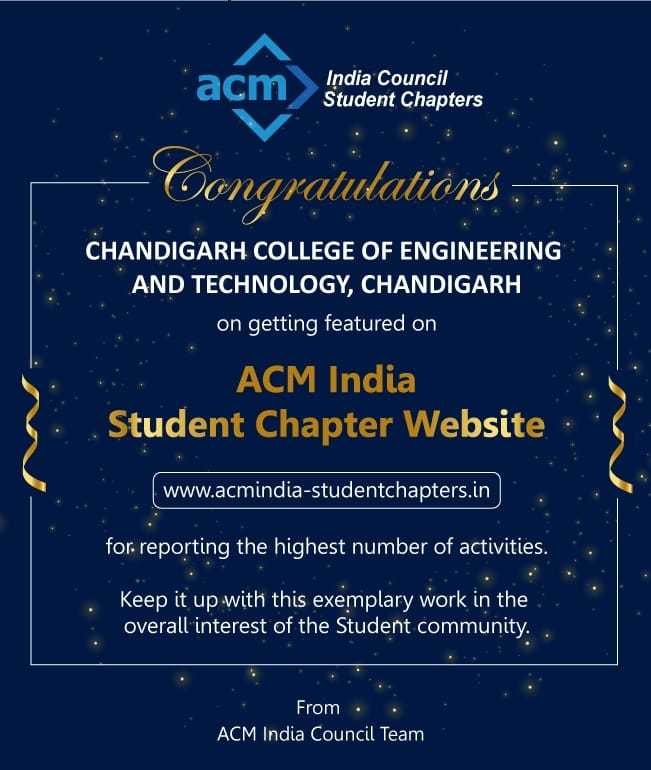 acm India Council
Student Chapters
Congratulations
CHANDIGARH COLLEGE OF ENGINEERING
AND TECHNOLOGY, CHANDIGARH
on getting featured on
ACM India
Student Chapter Website
www.acmindia-studentchapters.in
for reporting the highest number of activities.
Keep it up with this exemplary work in the
overall interest of the Student community.
From
ACM India Council Team